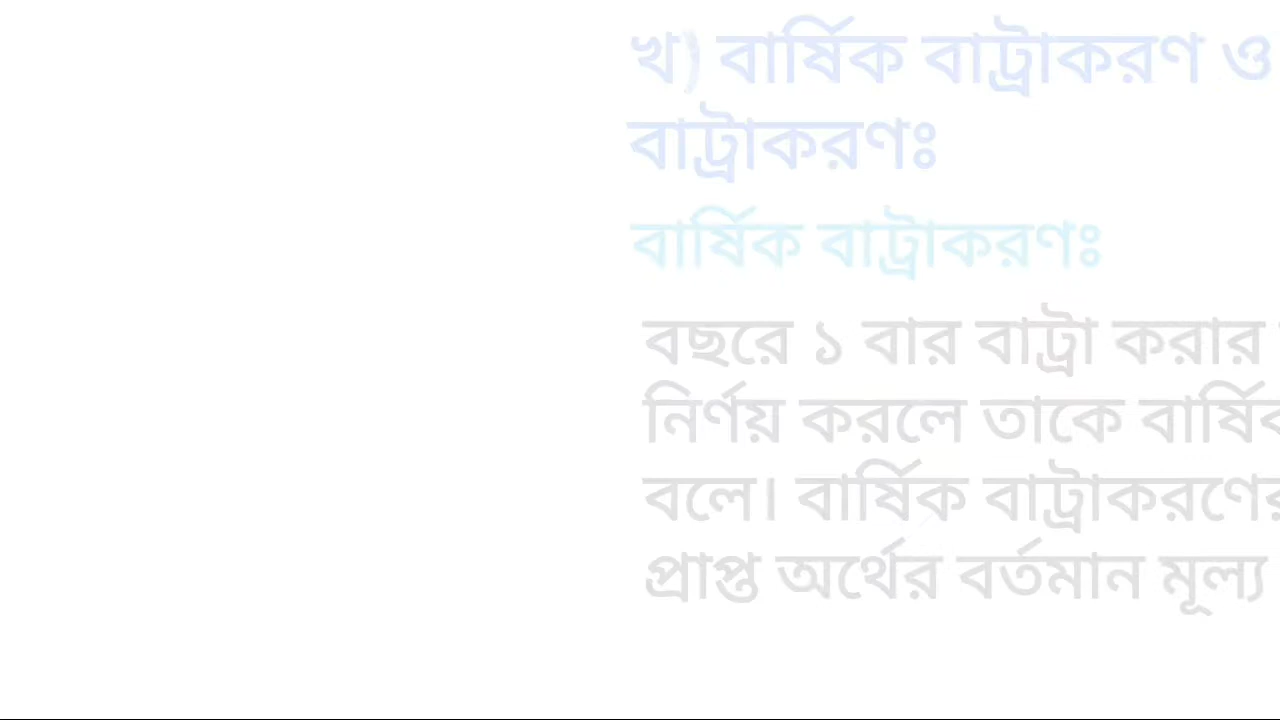 খ) বার্ষিক বাট্রাকরণ ও
বাট্রাকরণঃ
বার্ষিক বাট্রাকরণঃ
বছরে ১ বার বাট্রা করার
নির্ণয় করলে তাকে
বলে। বার্ষিক
প্রাপ্ত অর্থের বর্তমান মূল্য